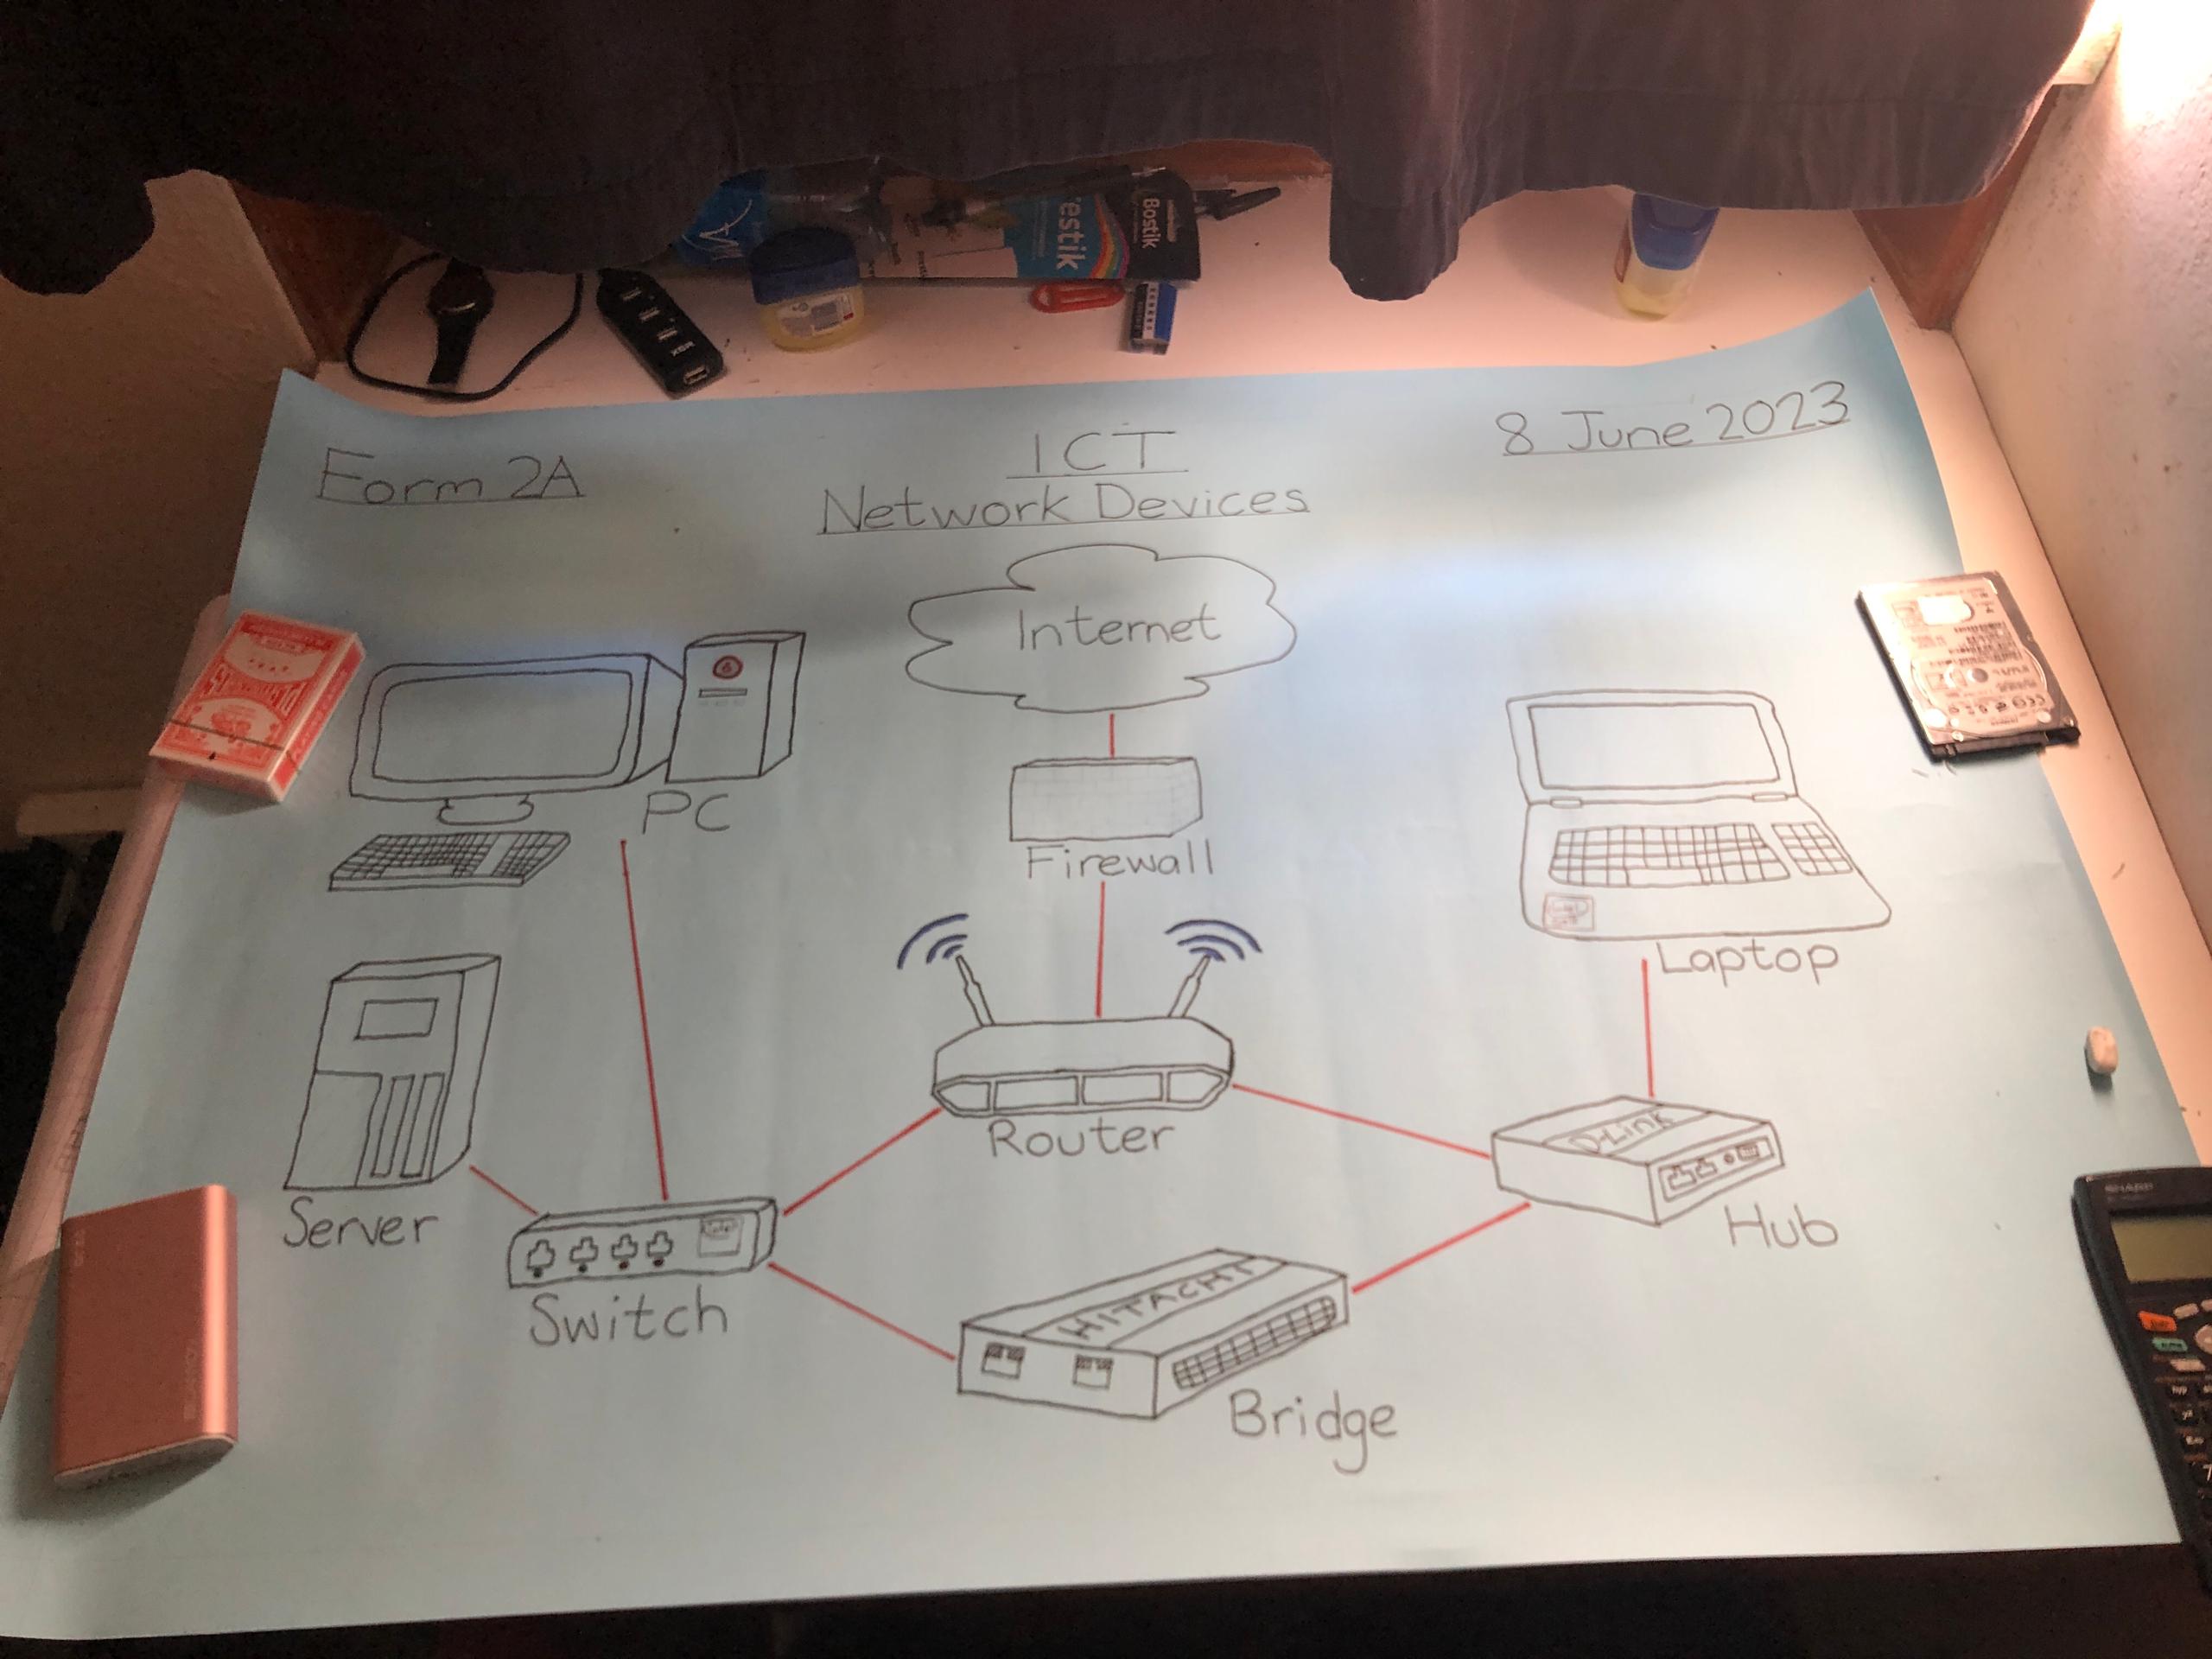 estik
Bostik
Form 2A
ICT
8 June 2023
Network Devices
Internet
PC
Firewall
Laptop
Router
D-Link
Server
Hub
Switch
HITACHI
Bridge
SHARP